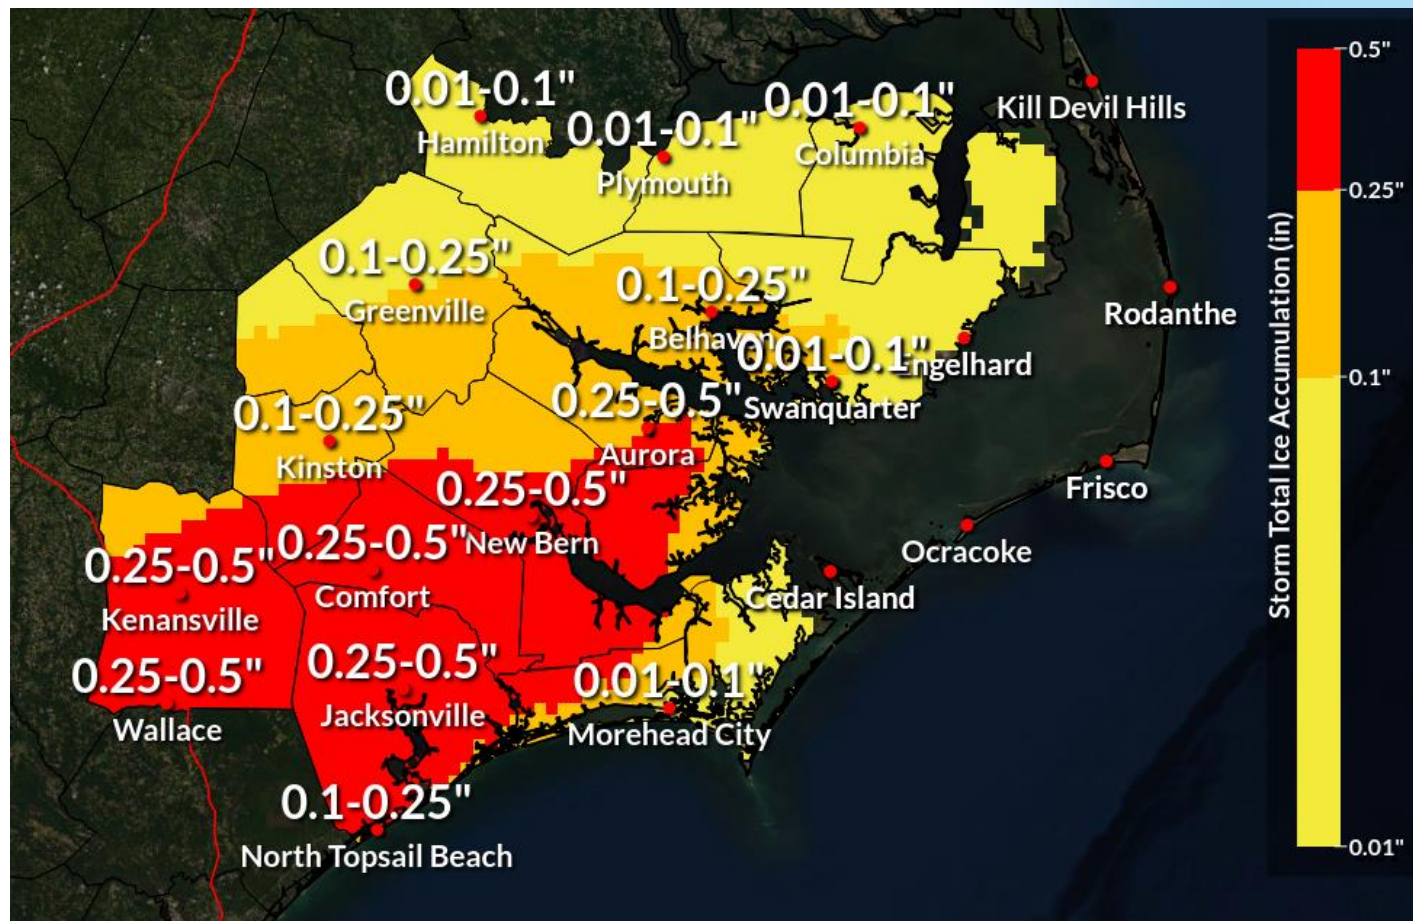 0.01-0.1"
Hamilton
0.01-0.1"
Plymouth
0.01-0.1"
Columbia
Kill Devil Hills
0.1-0.25"
Greenville
0.1-0.25"
Belhaven
Rodanthe
0.01-0.1"
Swanquarter
Engelhard
0.1-0.25"
Kinston
0.25-0.5"
Aurora
Frisco
0.25-0.5"
New Bern
Ocracoke
0.25-0.5"
Kenansville
0.25-0.5"
Comfort
Cedar Island
0.25-0.5"
Wallace
0.25-0.5"
Jacksonville
0.01-0.1"
Morehead City
0.1-0.25"
North Topsail Beach
Storm Total Ice Accumulation (in)
0.5"
0.25"
0.1"
0.01"